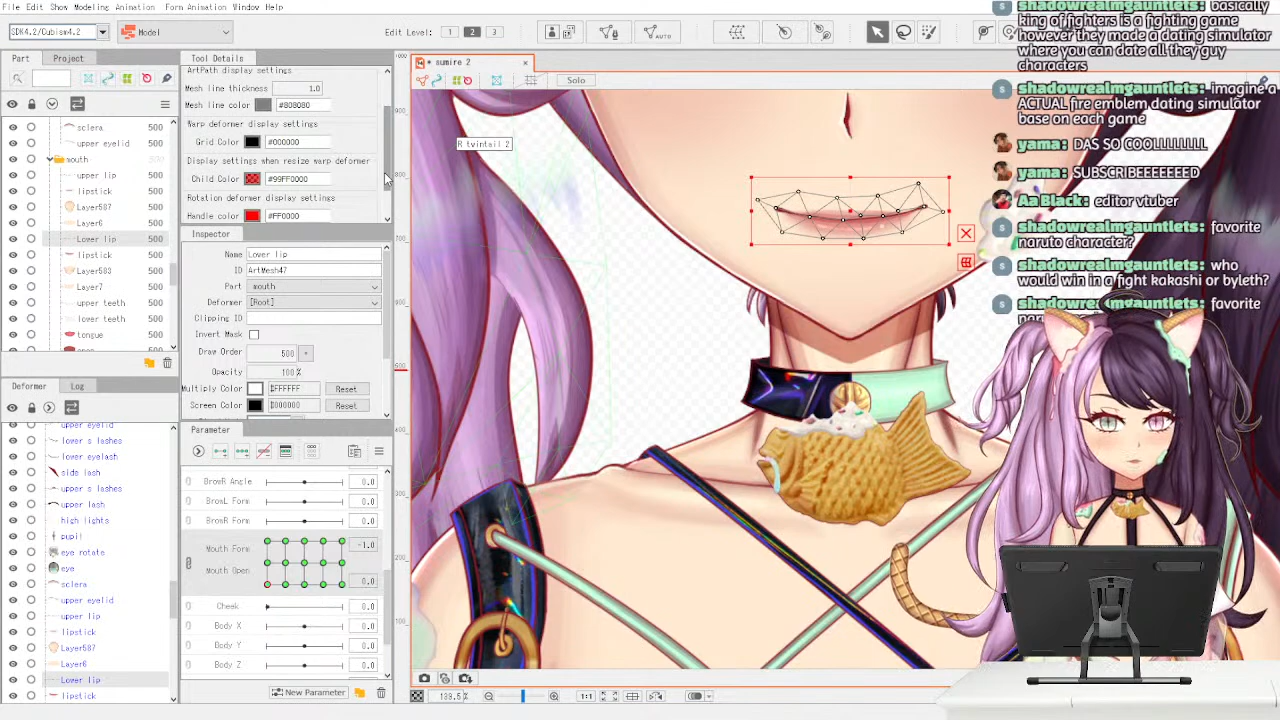 File Edit Show Modeling Animation Form Animation Window Help
SDK4.2/Cubism4.2
Model
Edit Level:
1
2
3
AUTO
Part
Project
sclera 500
upper eyelid 500
mouth
upper lip 500
lipstick 500
Layer587 500
Layer6 500
Lower lip 500
lipstick 500
Layer583 500
Layer7 500
upper teeth 500
lower teeth 500
tongue 500
500
Deformer
Log
upper eyelid
lower s lashes
lower eyelash
side lash
upper s lashes
upper lash
high lights
pupil
eye rotate
eye
sclera
upper eyelid
upper lip
lipstick
Layer587
Layer6
Lower lip
lipstick
Tool Details
ArtPath display settings
Mesh line thickness 1.0
Mesh line color #808080
Warp deformer display settings
Grid Color #000000
Display settings when resize warp deformer
Child Color #99FF0000
Rotation deformer display settings
Handle color #FF0000
Inspector
Name Lower lip
ID ArtMesh47
Part mouth
Deformer [Root]
Clipping ID
Invert Mask
Draw Order 500
Opacity 100 %
Multiply Color #FFFFFF Reset
Screen Color #000000 Reset
Parameter
BrowR Angle 0.0
BrowL Form 0.0
BrowR Form 0.0
Mouth Form -1.0
Mouth Open 0.0
Cheek 0.0
Body X 0.0
Body Y 0.0
Body Z 0.0
New Parameter
* sumire 2
Solo
R tvintail 2
1:1
shadowrealmgauntlets: basically
king of fighters is a fighting game
however they made a dating simulator
where you can date all they guy
characters
shadowrealmgauntlets: imagine a
ACTUAL fire emblem dating simulator
base on each game
yama: DAS SO COOLLLLLLLL
yama: SUBSCR BEEEEEEED
Aa Black: editor vtuber
shadowrealmgauntlets: favorite
naruto character?
shadowrealmgauntlets: who
would win in a fight kakashi or byleth?
shadowrealmgauntlets: favorite